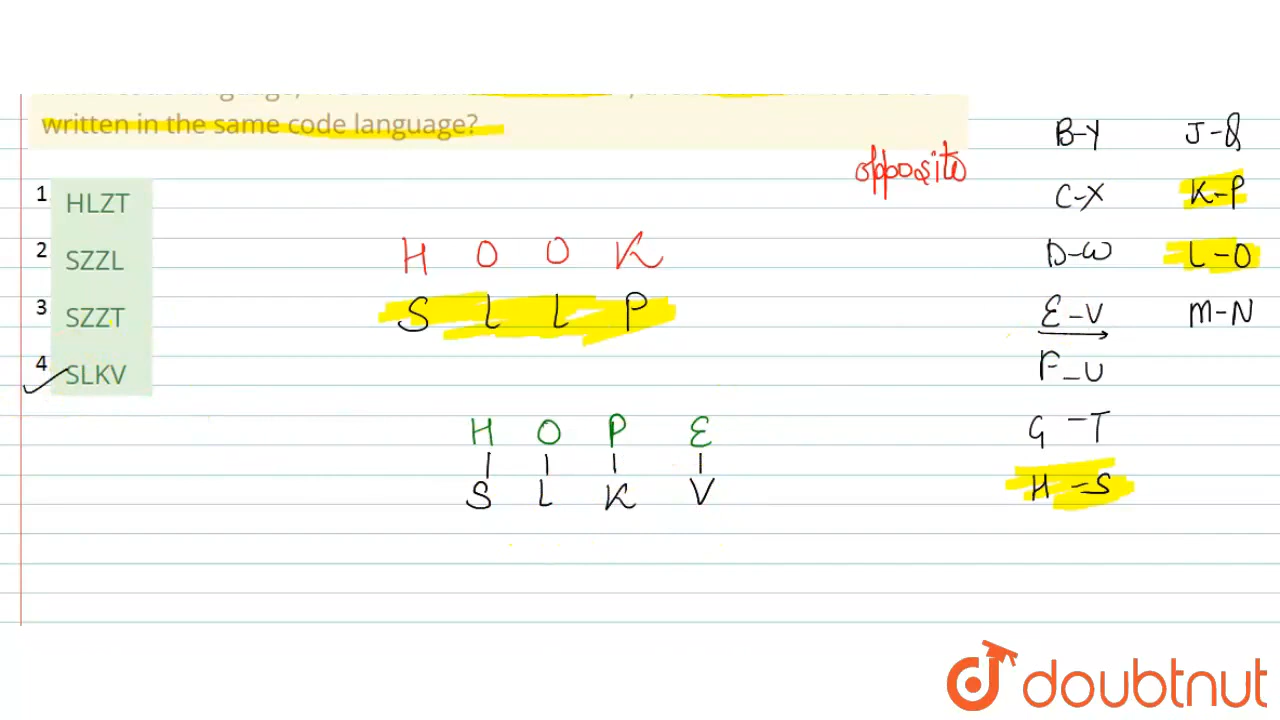 written in the same code language?
opposite
1 HLZT
2 SZZL
3 SZZT
4 SLKV
H O O K
S L L P
H O P E
S L K V
B-Y
C-X
D-W
E-V
F-U
G-T
H-S
J-Q
K-P
L-O
M-N
doubtnut